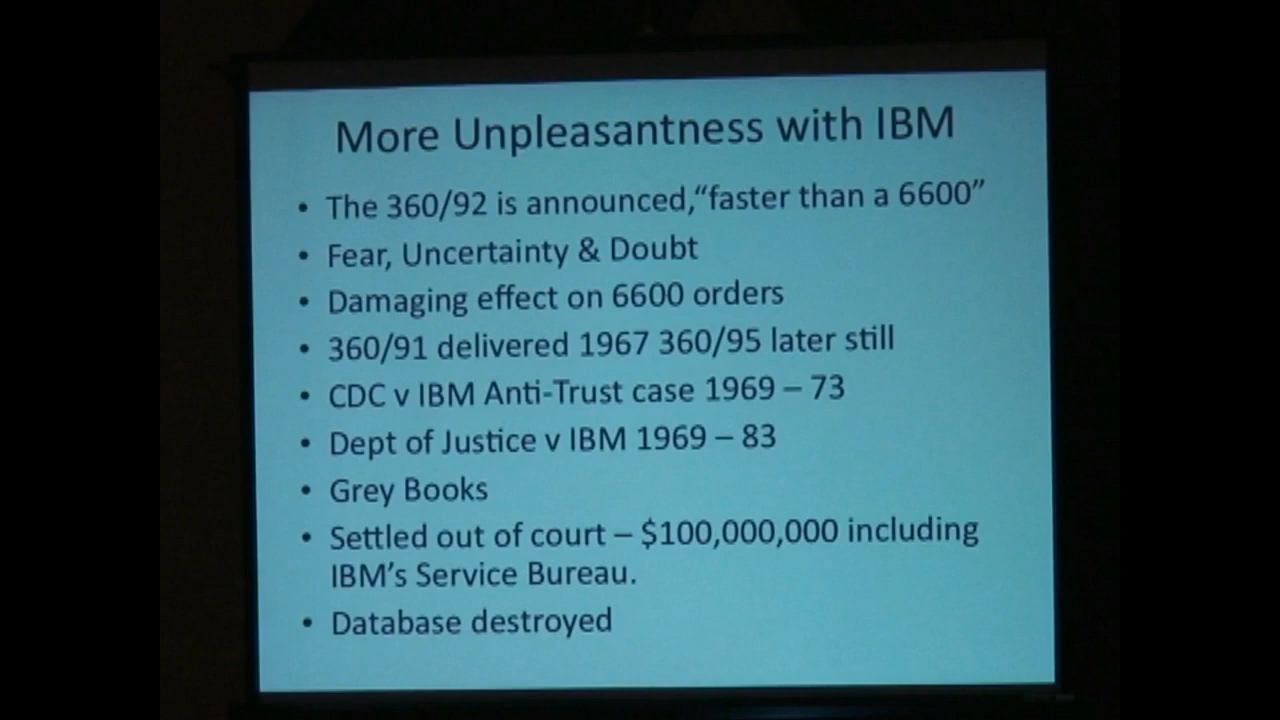 More Unpleasantness with IBM
• The 360/92 is announced,“faster than a 6600”
• Fear, Uncertainty & Doubt
• Damaging effect on 6600 orders
• 360/91 delivered 1967 360/95 later still
• CDC v IBM Anti-Trust case 1969 – 73
• Dept of Justice v IBM 1969 – 83
• Grey Books
• Settled out of court – $100,000,000 including
IBM’s Service Bureau.
• Database destroyed